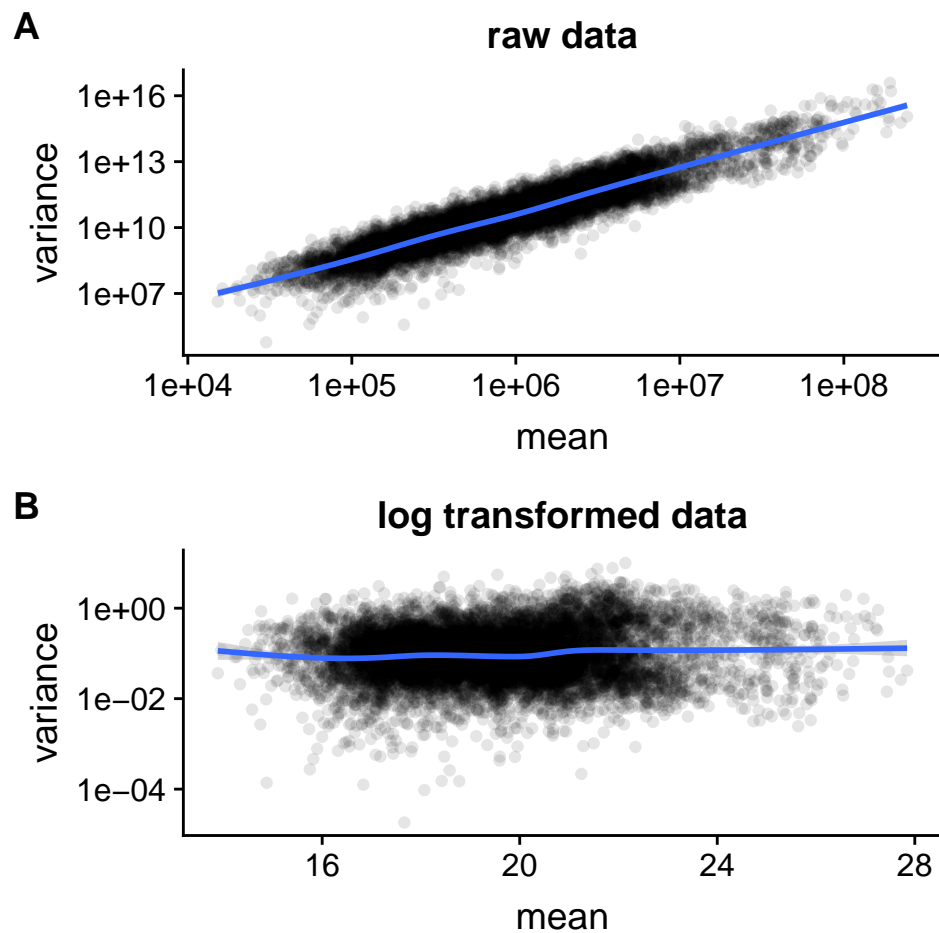 A
raw data
variance
1e+16
1e+13
1e+10
1e+07
1e+04 1e+05 1e+06 1e+07 1e+08
mean
B
log transformed data
variance
1e+00
1e−02
1e−04
16 20 24 28
mean